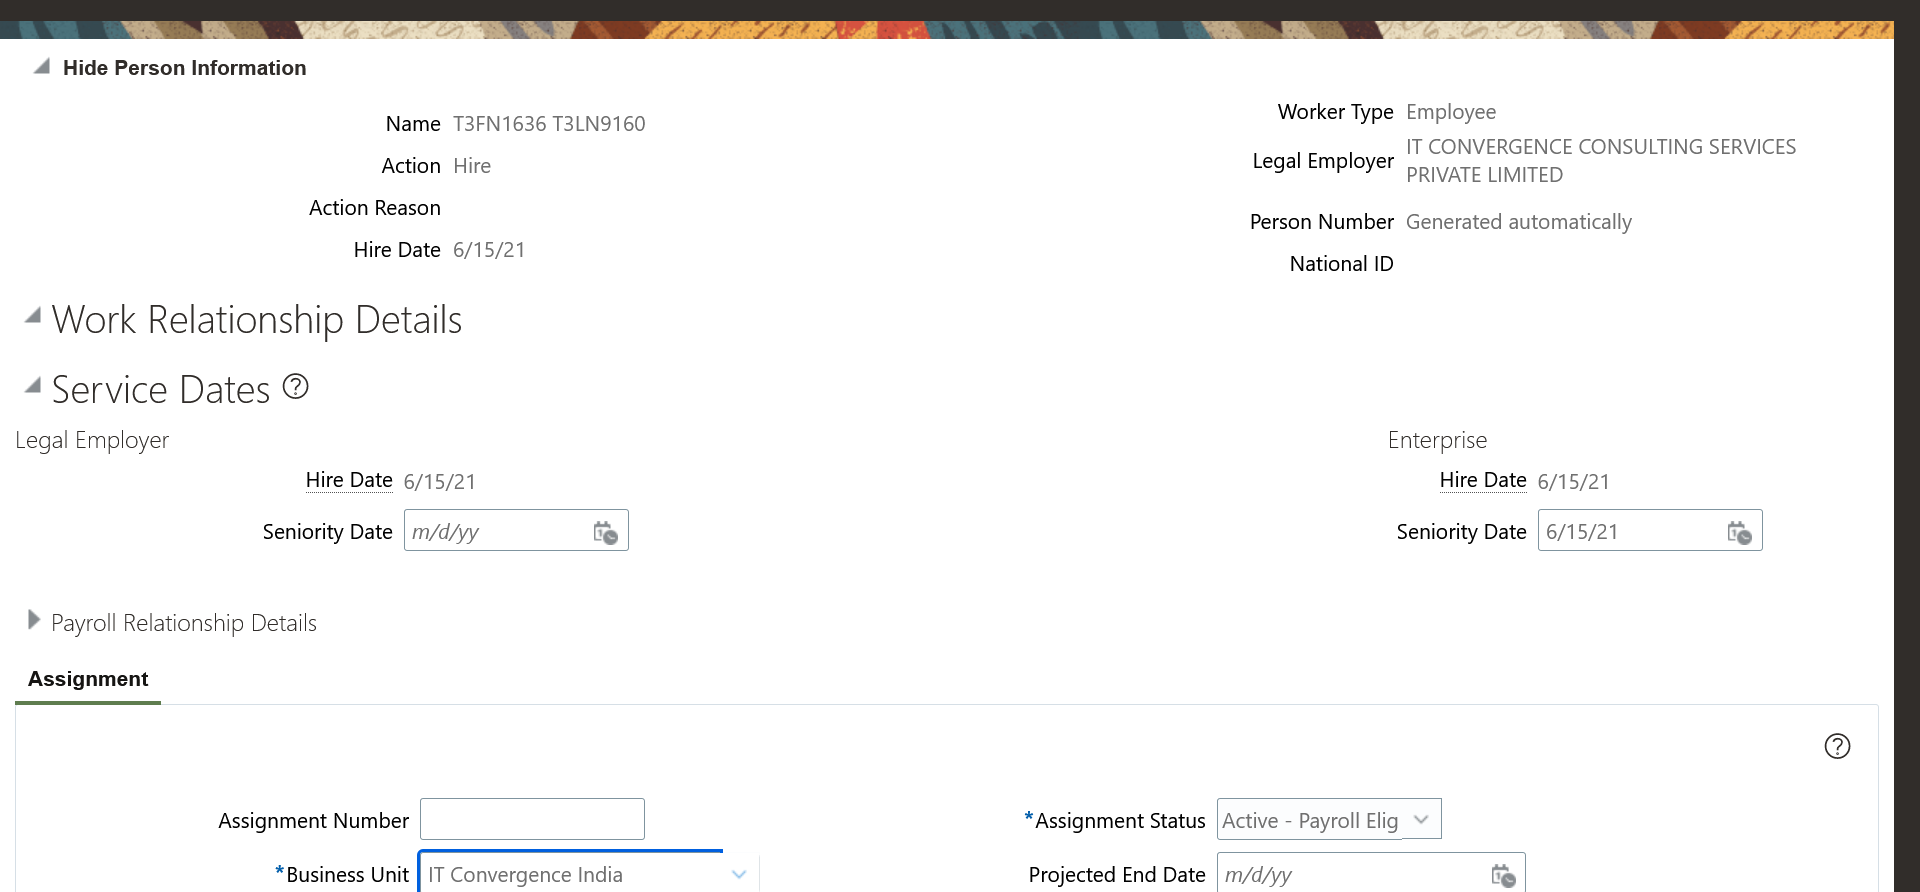 Hide Person Information
Name T3FN1636 T3LN9160
Action Hire
Action Reason
Hire Date 6/15/21
Worker Type Employee
Legal Employer IT CONVERGENCE CONSULTING SERVICES
PRIVATE LIMITED
Person Number Generated automatically
National ID
Work Relationship Details
Service Dates ?
Legal Employer
Hire Date 6/15/21
Seniority Date m/d/yy
Enterprise
Hire Date 6/15/21
Seniority Date 6/15/21
Payroll Relationship Details
Assignment
?
Assignment Number
*Business Unit IT Convergence India
*Assignment Status Active - Payroll Elig
Projected End Date m/d/yy